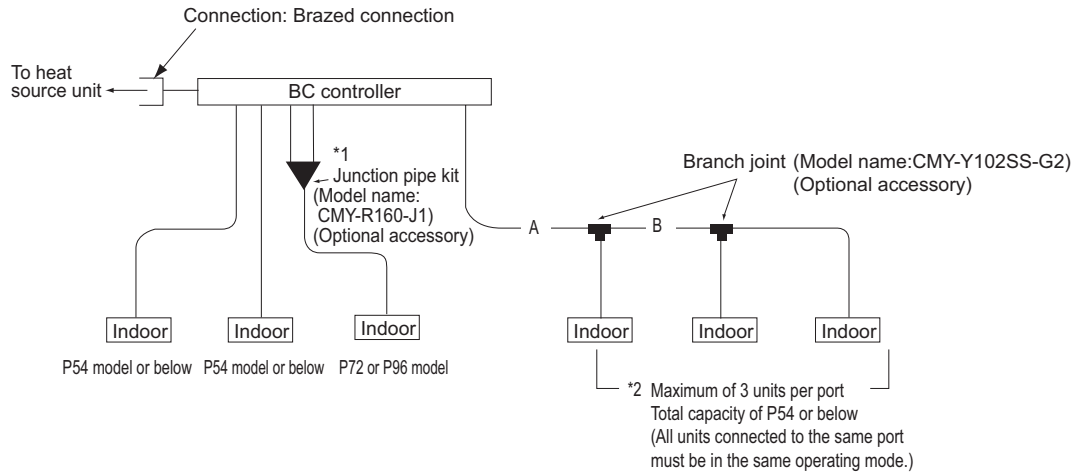 Connection: Brazed connection
To heat
source unit
BC controller
*1
Junction pipe kit
(Model name:
CMY-R160-J1)
(Optional accessory)
Branch joint (Model name:CMY-Y102SS-G2)
(Optional accessory)
A
B
Indoor
Indoor
Indoor
Indoor
Indoor
Indoor
P54 model or below
P54 model or below
P72 or P96 model
*2 Maximum of 3 units per port
Total capacity of P54 or below
(All units connected to the same port
must be in the same operating mode.)